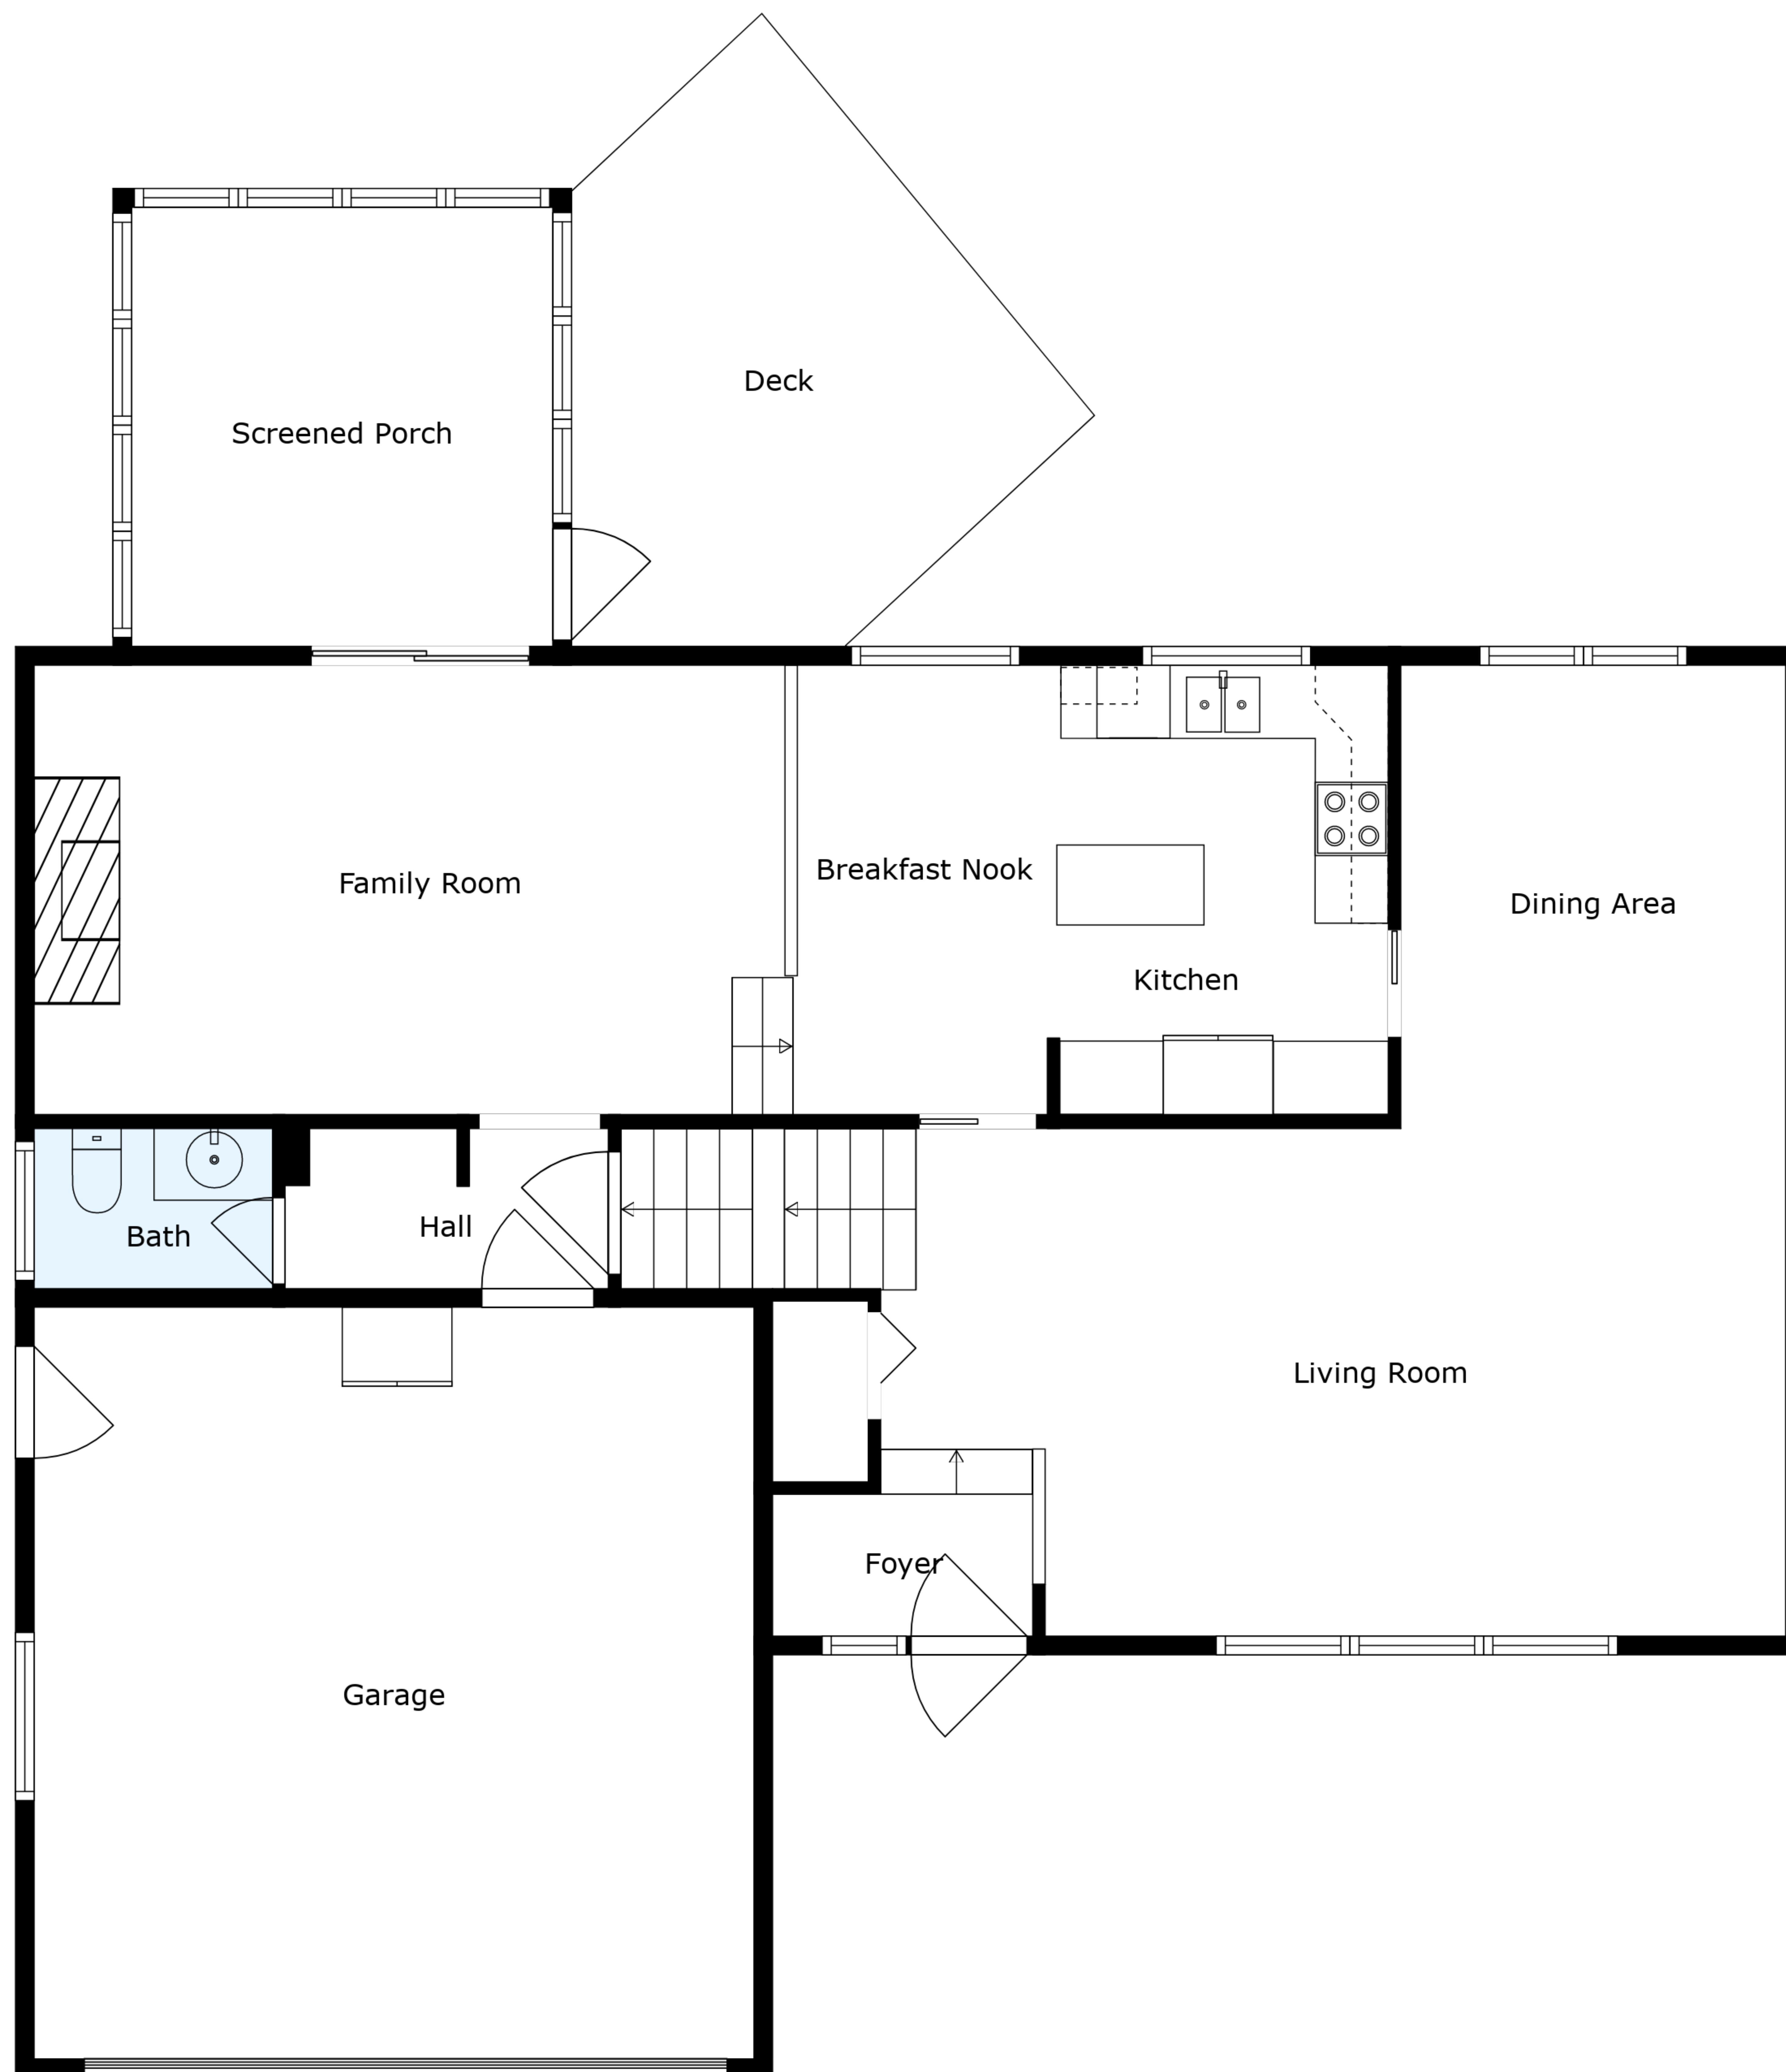 Deck
Screened Porch
Breakfast Nook
Family Room
Dining Area
Kitchen
Hall
Bath
Living Room
Foyer
Garage